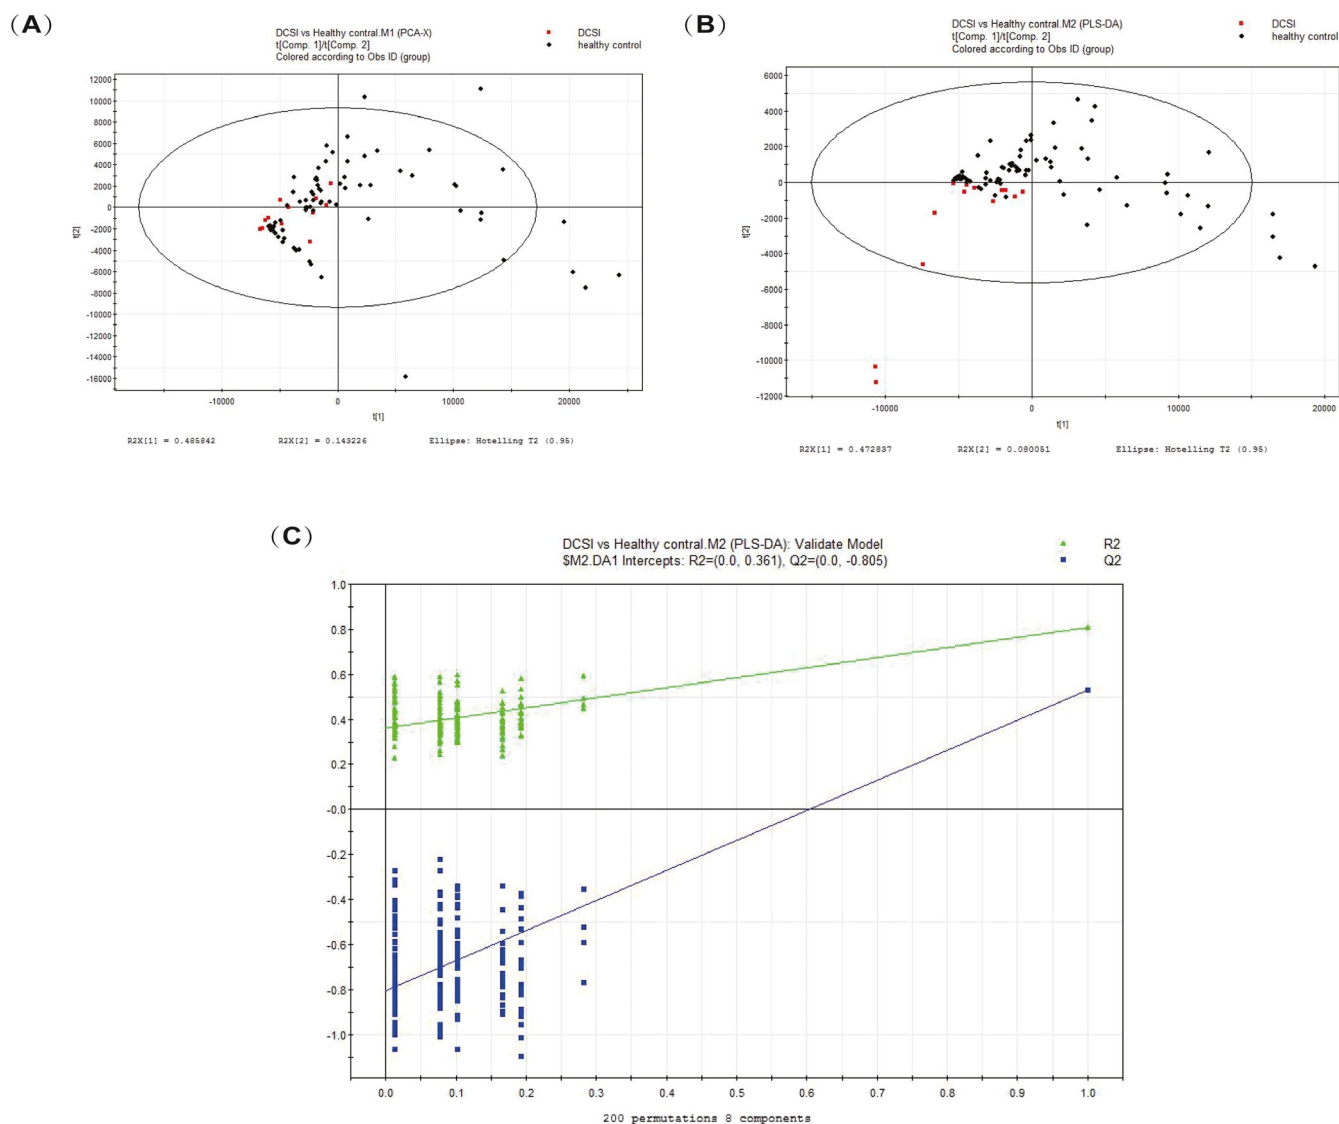 (A)
DCSI vs Healthy contral.M1 (PCA-X)
t[Comp. 1]/t[Comp. 2]
Colored according to Obs ID (group)
DCSI
healthy control
12000
10000
8000
6000
4000
2000
0
-2000
-4000
-6000
-8000
-10000
-12000
-14000
-16000
t[2]
-10000 0 10000 20000
t[1]
R2X[1] = 0.485842 R2X[2] = 0.143226 Ellipse: Hotelling T2 (0.95)
(B)
DCSI vs Healthy contral.M2 (PLS-DA)
t[Comp. 1]/t[Comp. 2]
Colored according to Obs ID (group)
DCSI
healthy control
6000
4000
2000
0
-2000
-4000
-6000
-8000
-10000
-12000
t[2]
-10000 0 10000 20000
t[1]
R2X[1] = 0.472837 R2X[2] = 0.080051 Ellipse: Hotelling T2 (0.95)
(C)
DCSI vs Healthy contral.M2 (PLS-DA): Validate Model
$M2.DA1 Intercepts: R2=(0.0, 0.361), Q2=(0.0, -0.805)
R2
Q2
1.0
0.8
0.6
0.4
0.2
-0.0
-0.2
-0.4
-0.6
-0.8
-1.0
0.0 0.1 0.2 0.3 0.4 0.5 0.6 0.7 0.8 0.9 1.0
200 permutations 8 components